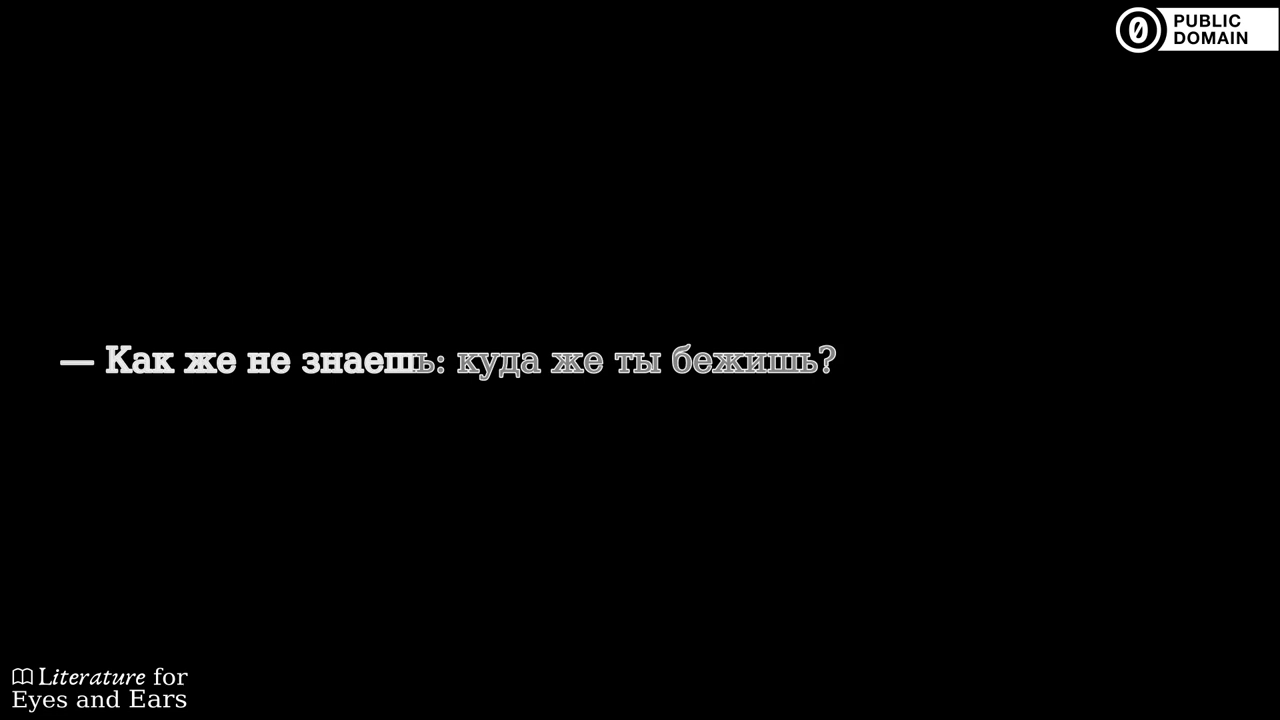 PUBLIC
DOMAIN
— Как же не знаешь: куда же ты бежишь?
Literature for
Eyes and Ears